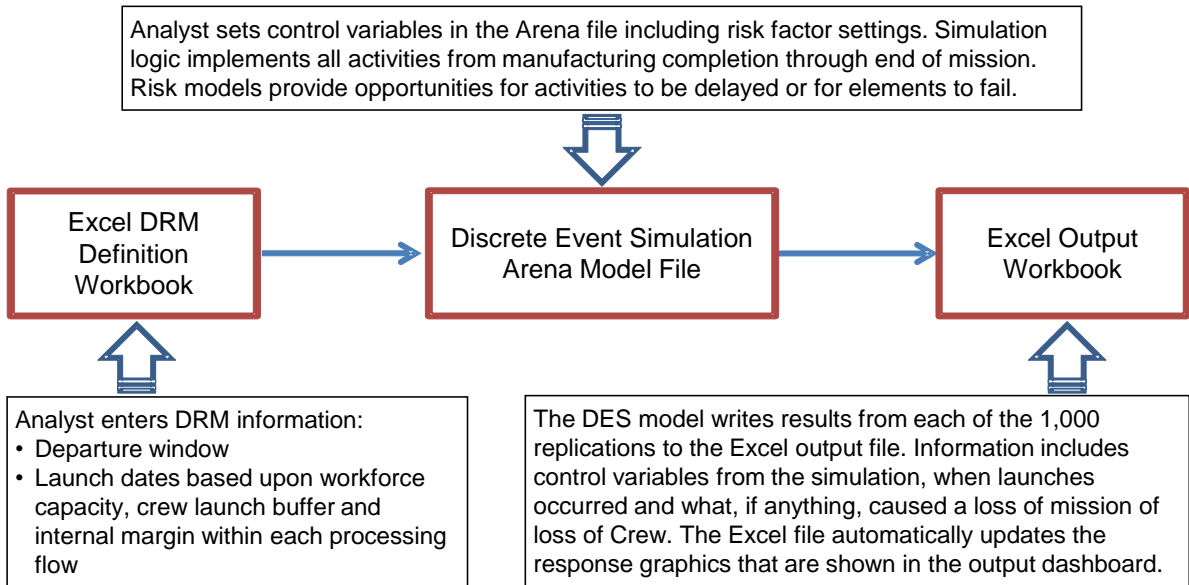 Analyst sets control variables in the Arena file including risk factor settings. Simulation
logic implements all activities from manufacturing completion through end of mission.
Risk models provide opportunities for activities to be delayed or for elements to fail.
Excel DRM
Definition
Workbook
Discrete Event Simulation
Arena Model File
Excel Output
Workbook
Analyst enters DRM information:
• Departure window
• Launch dates based upon workforce
capacity, crew launch buffer and
internal margin within each processing
flow
The DES model writes results from each of the 1,000
replications to the Excel output file. Information includes
control variables from the simulation, when launches
occurred and what, if anything, caused a loss of mission of
loss of Crew. The Excel file automatically updates the
response graphics that are shown in the output dashboard.